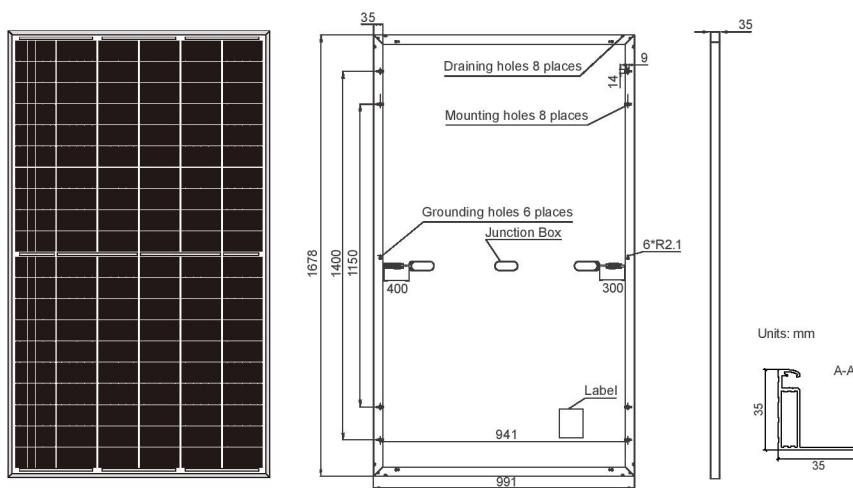 35
35
Draining holes 8 places
9
14
Mounting holes 8 places
Grounding holes 6 places
Junction Box
6*R2.1
1678
1400
1150
400
300
Units: mm
A-A
Label
35
941
35
991